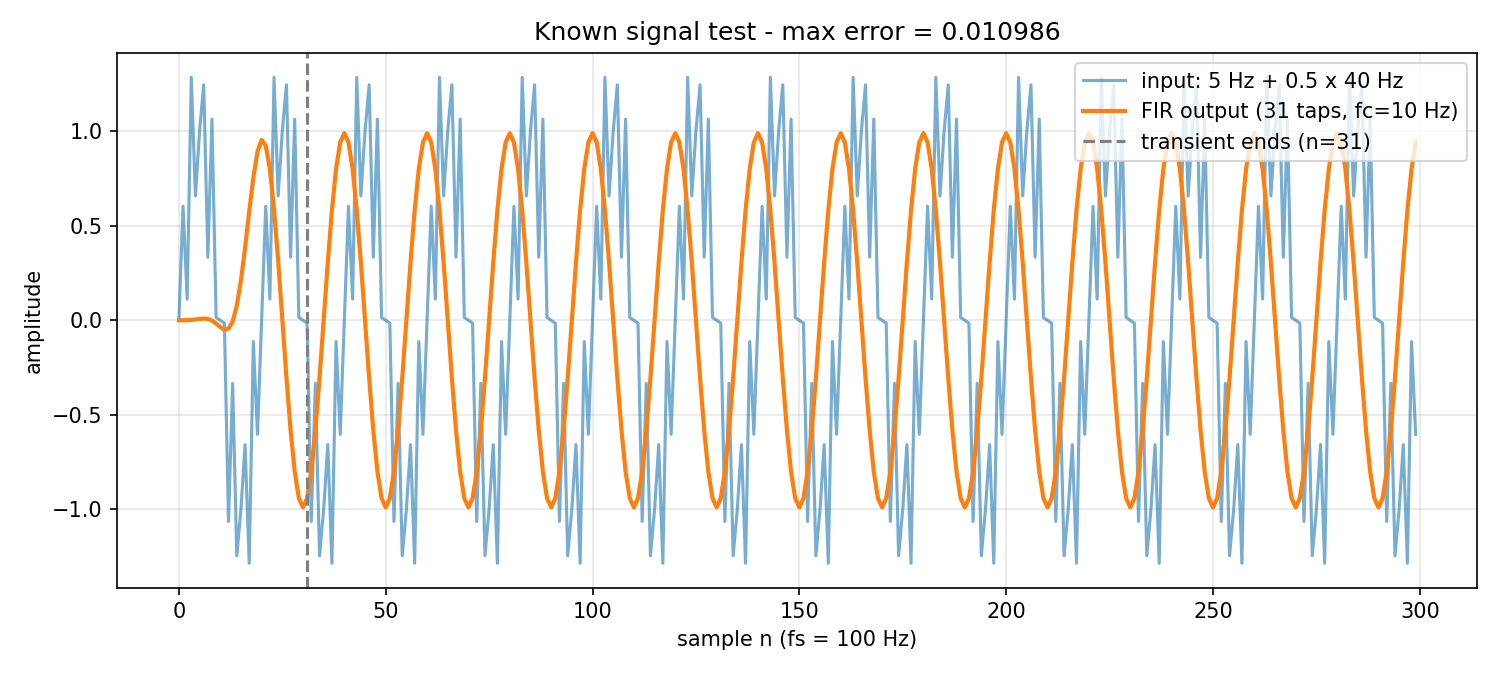 Known signal test - max error = 0.010986
input: 5 Hz + 0.5 x 40 Hz
FIR output (31 taps, fc=10 Hz)
transient ends (n=31)
amplitude
1.0
0.5
0.0
−0.5
−1.0
0
50
100
150
200
250
300
sample n (fs = 100 Hz)